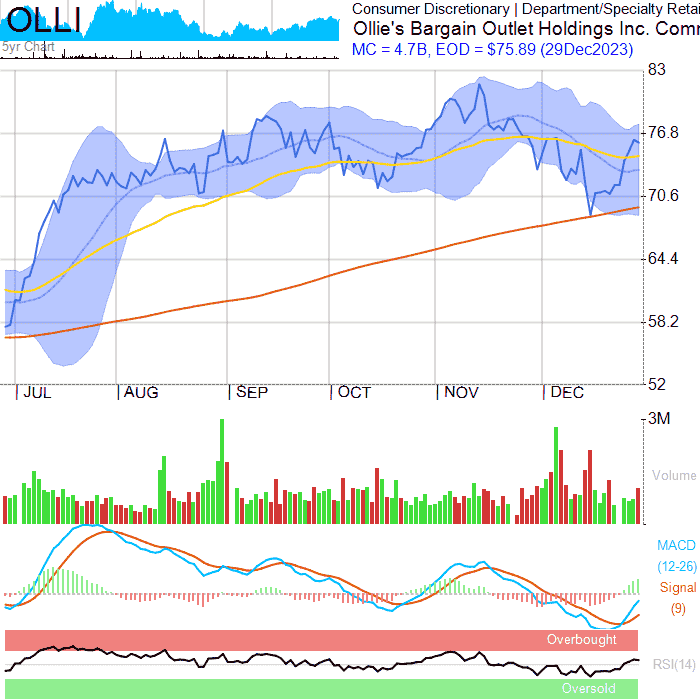 OLLI
5yr Chart
Consumer Discretionary | Department/Specialty Retai
Ollie's Bargain Outlet Holdings Inc. Comm
MC = 4.7B, EOD = $75.89 (29Dec2023)
83
76.8
70.6
64.4
58.2
52
JUL AUG SEP OCT NOV DEC
3M
Volume
MACD
(12-26)
Signal
(9)
Overbought
RSI(14)
Oversold